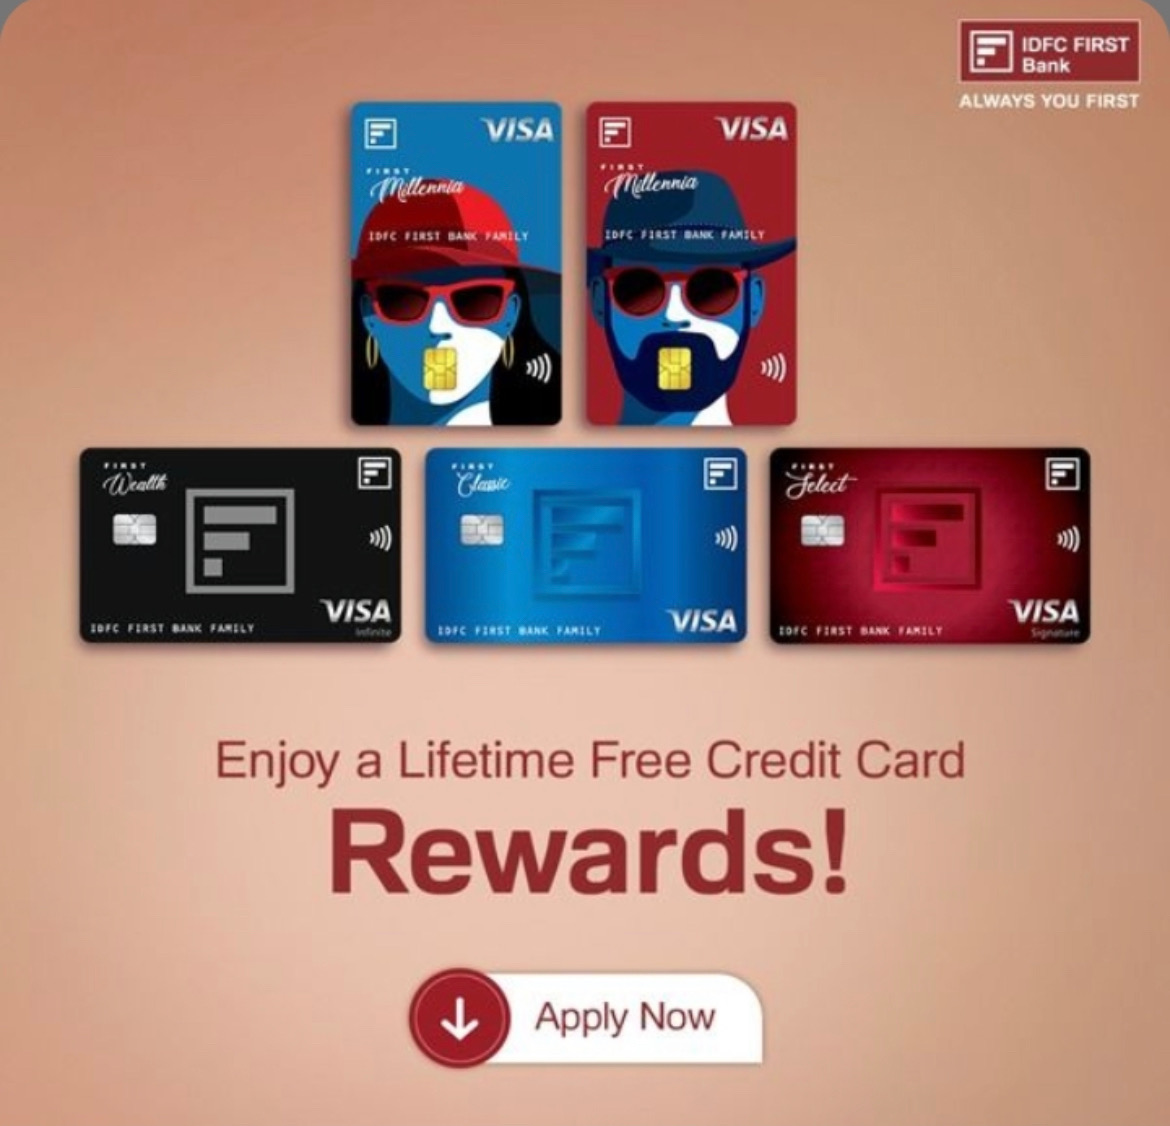 IDFC FIRST
Bank
ALWAYS YOU FIRST
VISA
FIRST
Millennia
IDFC FIRST BANK FAMILY
VISA
FIRST
Millennia
IDFC FIRST BANK FAMILY
FIRST
Wealth
VISA
Infinite
IDFC FIRST BANK FAMILY
FIRST
Classic
VISA
IDFC FIRST BANK FAMILY
FIRST
Select
VISA
Signature
IDFC FIRST BANK FAMILY
Enjoy a Lifetime Free Credit Card
Rewards!
Apply Now